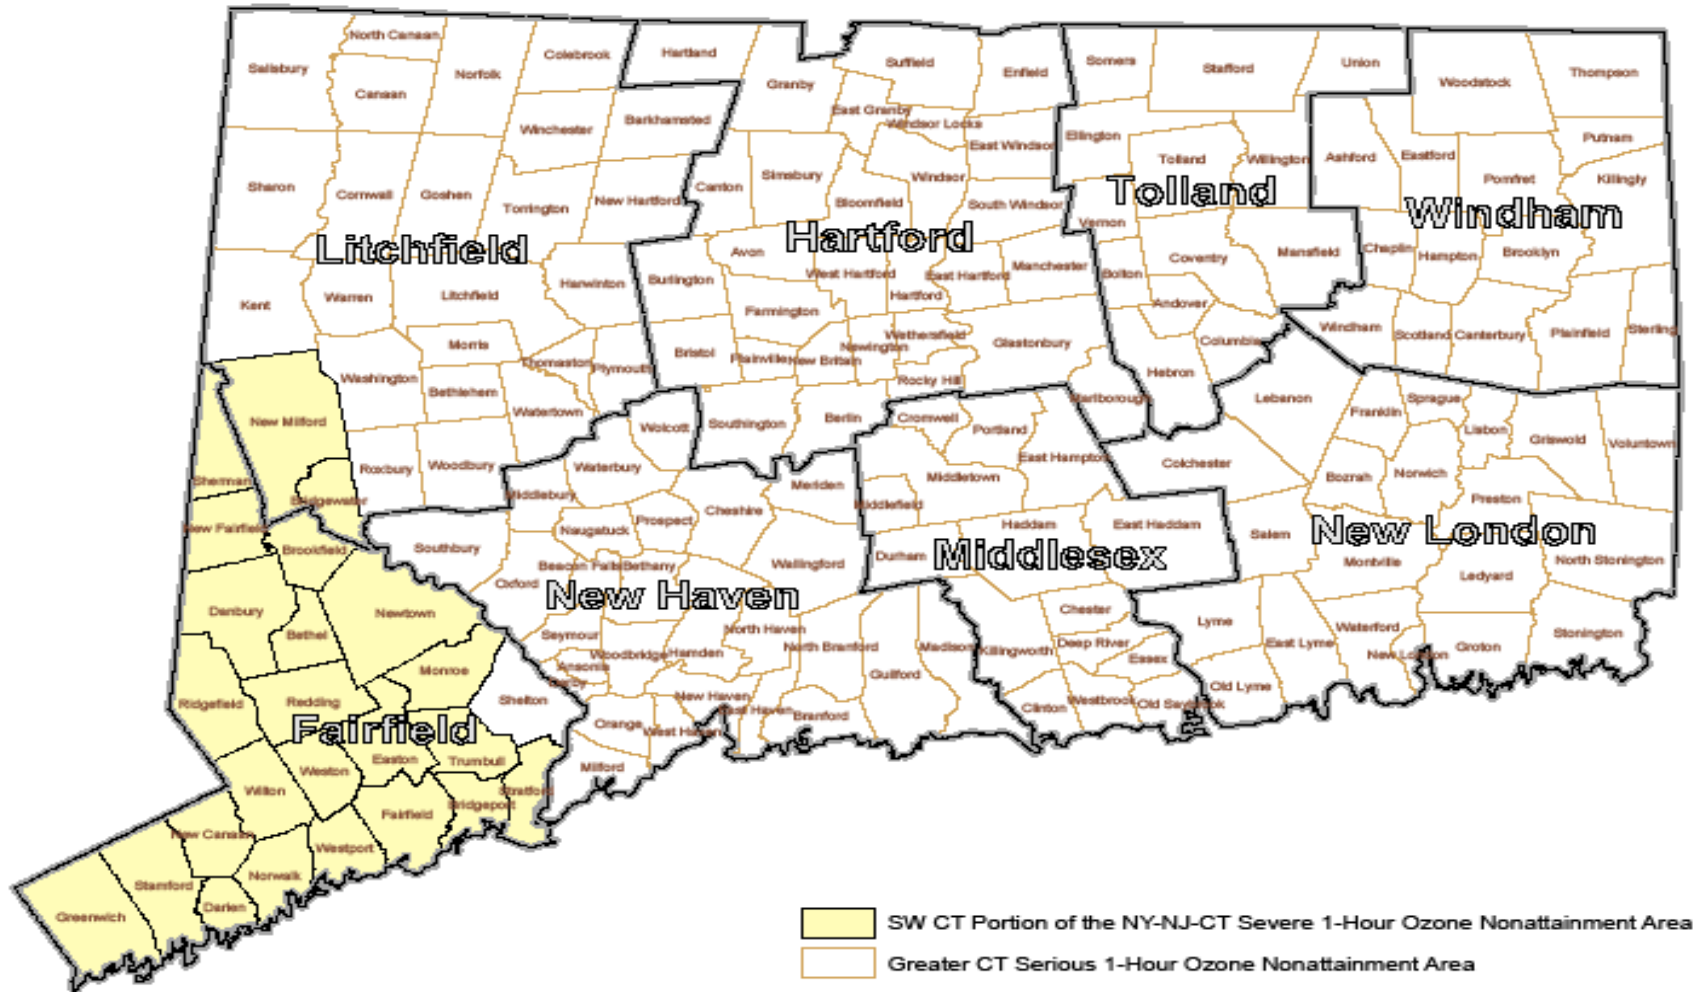 North Canaan
Salisbury
Canaan
Norfolk
Colebrook
Hartland
Granby
Suffield
Enfield
Somers
Stafford
Union
Woodstock
Thompson
Winchester
Barkhamsted
East Granby
Windsor Locks
East Windsor
Ellington
Tolland
Willington
Ashford
Eastford
Putnam
Pomfret
Killingly
Sharon
Cornwall
Goshen
Torrington
New Hartford
Canton
Simsbury
Bloomfield
Windsor
South Windsor
Vernon
Tolland
Windham
Litchfield
Hartford
Avon
West Hartford
East Hartford
Manchester
Bolton
Coventry
Mansfield
Chaplin
Hampton
Brooklyn
Kent
Warren
Litchfield
Harwinton
Burlington
Farmington
Hartford
Andover
Columbia
Windham
Scotland
Canterbury
Plainfield
Sterling
Morris
Washington
Bethlehem
Thomaston
Plymouth
Bristol
Plainville
New Britain
Newington
Wethersfield
Rocky Hill
Glastonbury
Hebron
Marlborough
Lebanon
Franklin
Sprague
Lisbon
Griswold
Voluntown
New Milford
Watertown
Wolcott
Southington
Berlin
Cromwell
Portland
East Hampton
Colchester
Bozrah
Norwich
Preston
Roxbury
Woodbury
Waterbury
Middlebury
Cheshire
Meriden
Middletown
Middlefield
Sherman
Bridgewater
New Fairfield
Brookfield
Southbury
Naugatuck
Prospect
Wallingford
Durham
Haddam
East Haddam
Middlesex
Salem
New London
Montville
Ledyard
North Stonington
Oxford
Beacon Falls
Bethany
New Haven
Danbury
Bethel
Newtown
Seymour
Woodbridge
Hamden
North Haven
North Branford
Guilford
Madison
Killingworth
Chester
Deep River
Essex
Lyme
East Lyme
Waterford
New London
Groton
Stonington
Monroe
Ansonia
Derby
Shelton
Ridgefield
Redding
Fairfield
Orange
New Haven
West Haven
East Haven
Branford
Clinton
Westbrook
Old Saybrook
Old Lyme
Easton
Trumbull
Weston
Wilton
Milford
Stratford
Bridgeport
Fairfield
New Canaan
Westport
Norwalk
Stamford
Darien
Greenwich
SW CT Portion of the NY-NJ-CT Severe 1-Hour Ozone Nonattainment Area
Greater CT Serious 1-Hour Ozone Nonattainment Area